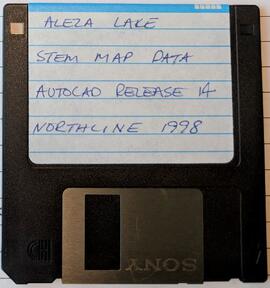 ALEZA LAKE
STEM MAP DATA
AUTOCAD RELEASE 14
NORTHLINE 1998
SONY